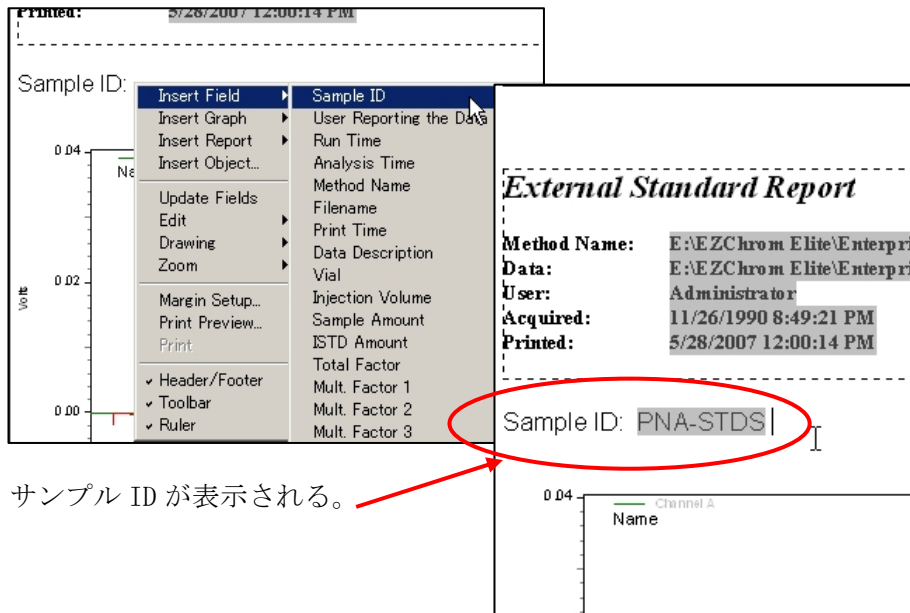 Printed: 5/28/2007 12:00:14 PM
Sample ID:
Insert Field
Insert Graph
Insert Report
Insert Object...
Update Fields
Edit
Drawing
Zoom
Margin Setup...
Print Preview...
Print
Header/Footer
Toolbar
Ruler
Sample ID
User Reporting the Data
Run Time
Analysis Time
Method Name
Filename
Print Time
Data Description
Vial
Injection Volume
Sample Amount
ISTD Amount
Total Factor
Mult. Factor 1
Mult. Factor 2
Mult. Factor 3
0.04
0.02
0.00
Volts
Na
External Standard Report
Method Name: E:\EZChrom Elite\Enterpri
Data: E:\EZChrom Elite\Enterpri
User: Administrator
Acquired: 11/26/1990 8:49:21 PM
Printed: 5/28/2007 12:00:14 PM
Sample ID: PNA-STDS
0.04
Channel A
Name
サンプル ID が表示される。